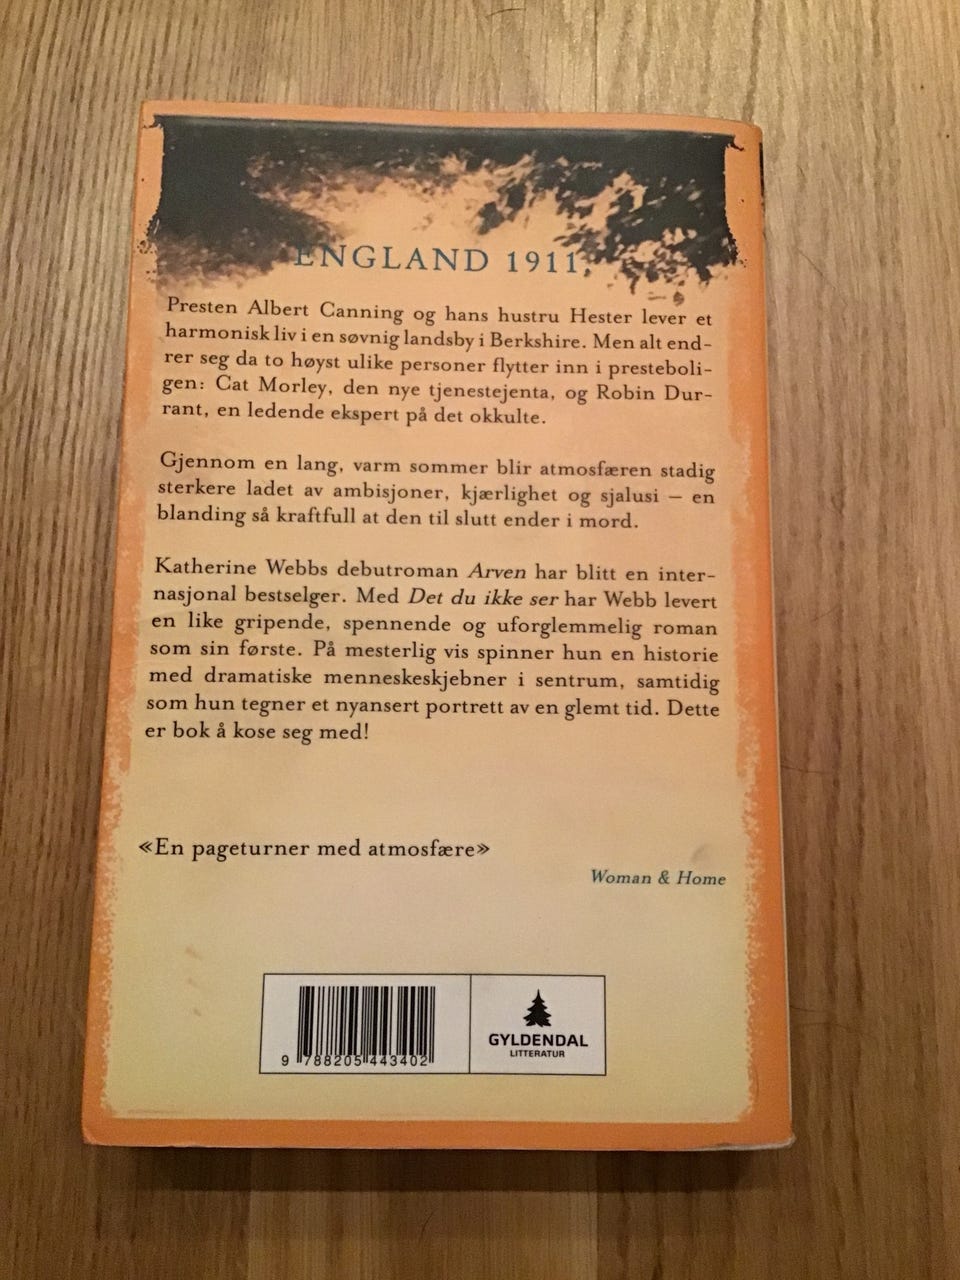 ENGLAND 1911
Presten Albert Canning og hans hustru Hester lever et
harmonisk liv i en søvnig landsby i Berkshire. Men alt end-
rer seg da to høyst ulike personer flytter inn i presteboli-
gen: Cat Morley, den nye tjenestejenta, og Robin Dur-
rant, en ledende ekspert på det okkulte.
Gjennom en lang, varm sommer blir atmosfæren stadig
sterkere ladet av ambisjoner, kjærlighet og sjalusi – en
blanding så kraftfull at den til slutt ender i mord.
Katherine Webbs debutroman Arven har blitt en inter-
nasjonal bestselger. Med Det du ikke ser har Webb levert
en like gripende, spennende og uforglemmelig roman
som sin første. På mesterlig vis spinner hun en historie
med dramatiske menneskeskjebner i sentrum, samtidig
som hun tegner et nyansert portrett av en glemt tid. Dette
er bok å kose seg med!
«En pageturner med atmosfære»
Woman & Home
9 788205 443402
GYLDENDAL
LITTERATUR